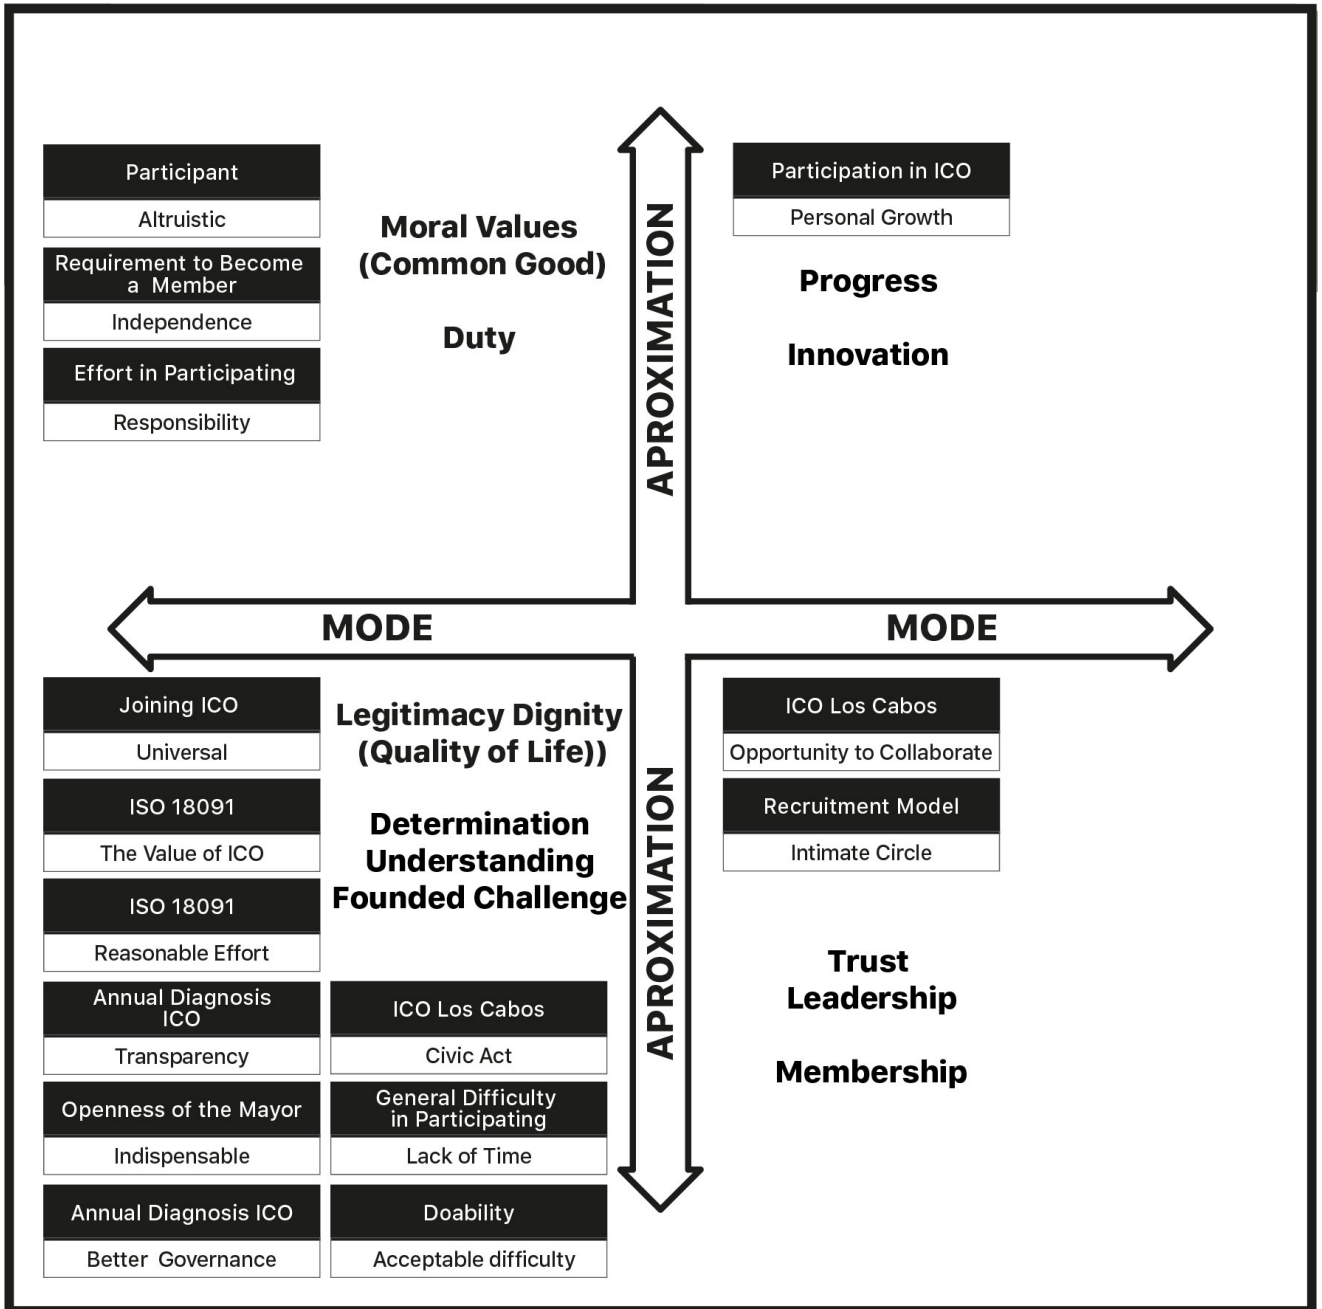 Participant
Altruistic
Requirement to Become
a Member
Independence
Effort in Participating
Responsibility
Moral Values
(Common Good)
Duty
APROXIMATION
Participation in ICO
Personal Growth
Progress
Innovation
MODE
MODE
Joining ICO
Universal
ISO 18091
The Value of ICO
ISO 18091
Reasonable Effort
Annual Diagnosis
ICO
Transparency
Openness of the Mayor
Indispensable
Annual Diagnosis ICO
Better Governance
Legitimacy Dignity
(Quality of Life))
Determination
Understanding
Founded Challenge
ICO Los Cabos
Civic Act
General Difficulty
in Participating
Lack of Time
Doability
Acceptable difficulty
APROXIMATION
ICO Los Cabos
Opportunity to Collaborate
Recruitment Model
Intimate Circle
Trust
Leadership
Membership